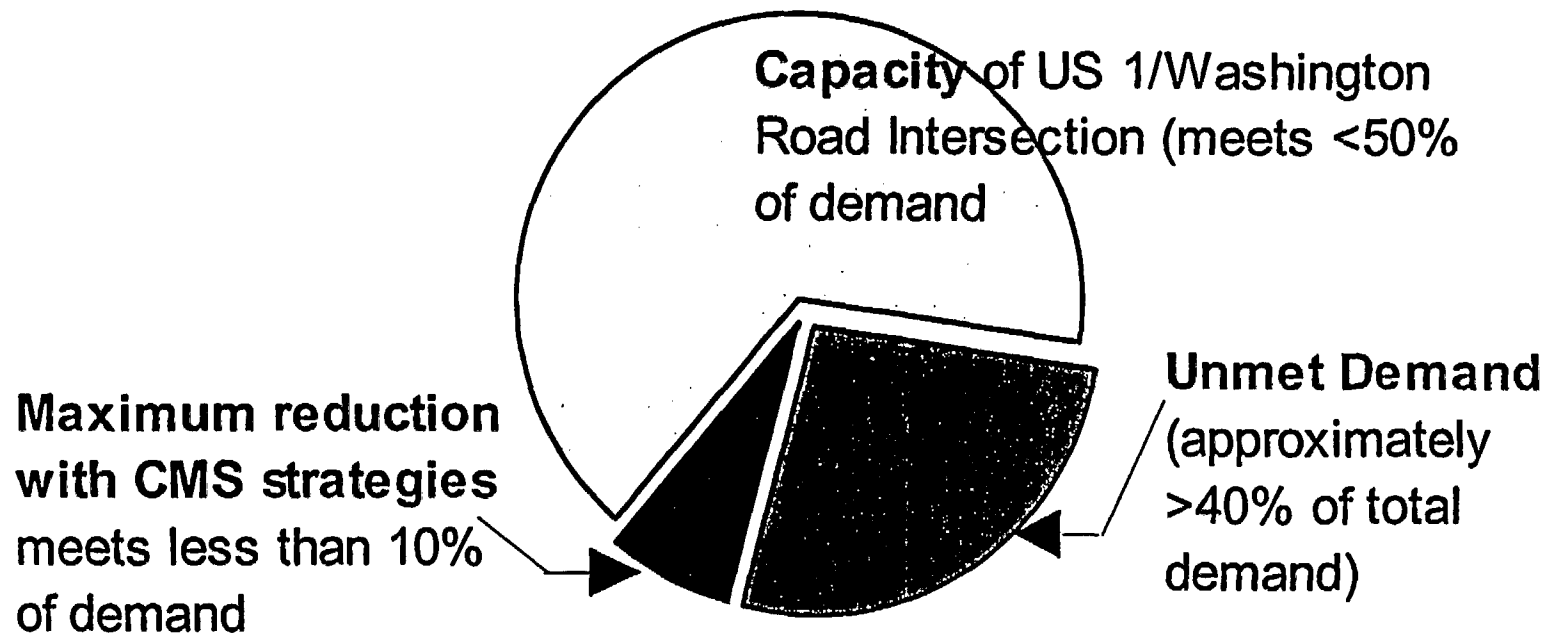 Capacity of US 1/Washington
Road Intersection (meets <50%
of demand
Unmet Demand
(approximately
>40% of total
demand)
Maximum reduction
with CMS strategies
meets less than 10%
of demand